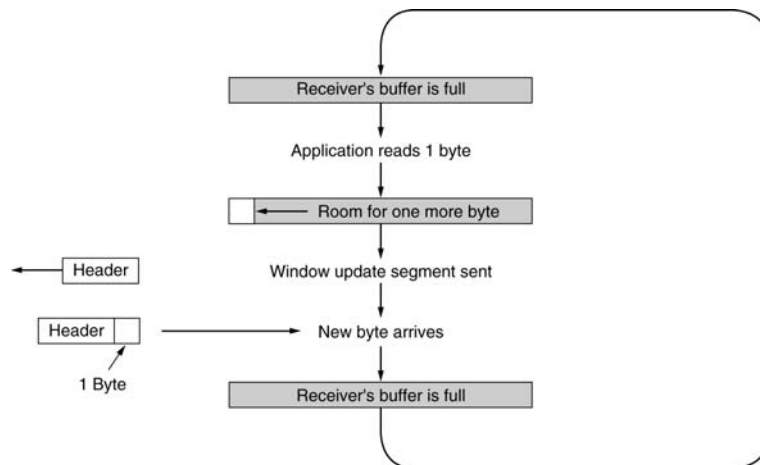 Receiver's buffer is full
Application reads 1 byte
Room for one more byte
Header
Window update segment sent
Header
New byte arrives
1 Byte
Receiver's buffer is full